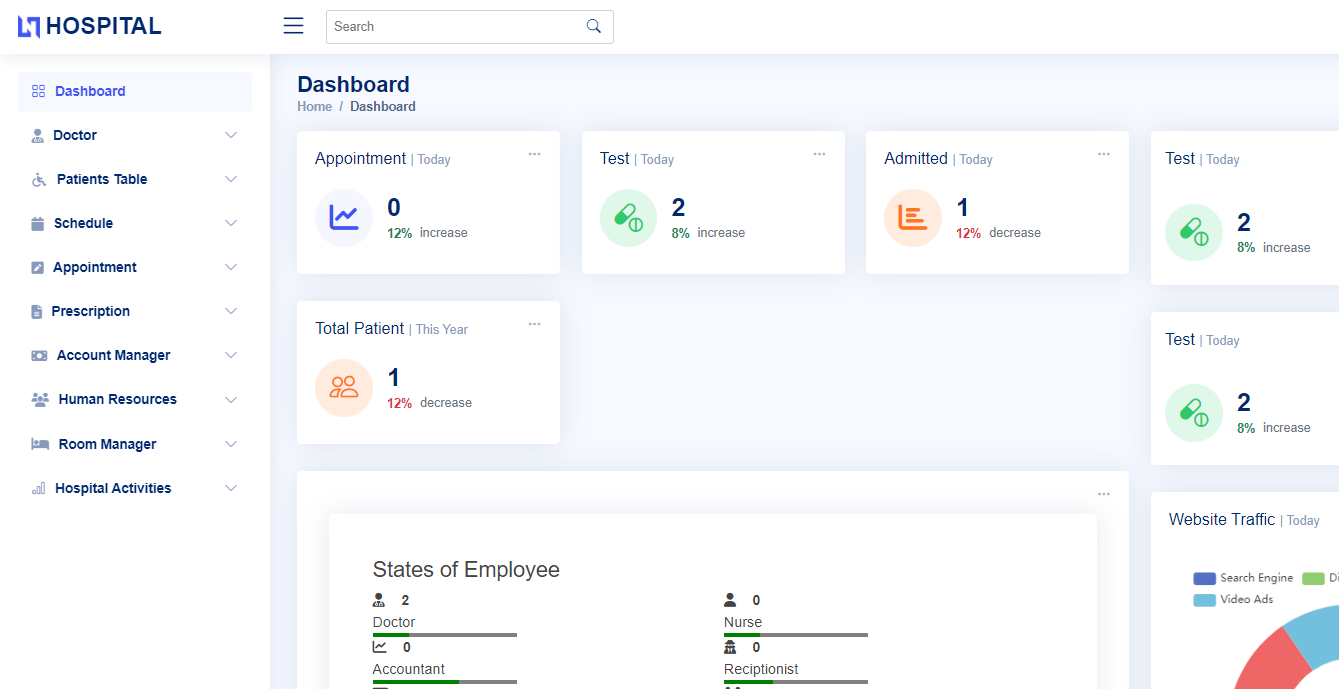 HOSPITAL
Search
Dashboard
Doctor
Patients Table
Schedule
Appointment
Prescription
Account Manager
Human Resources
Room Manager
Hospital Activities
Dashboard
Home / Dashboard
Appointment | Today
0
12% increase
Test | Today
2
8% increase
Admitted | Today
1
12% decrease
Test | Today
2
8% increase
Total Patient | This Year
1
12% decrease
Test | Today
2
8% increase
States of Employee
2
Doctor
0
Nurse
0
Accountant
0
Reciptionist
Website Traffic | Today
Search Engine
Video Ads